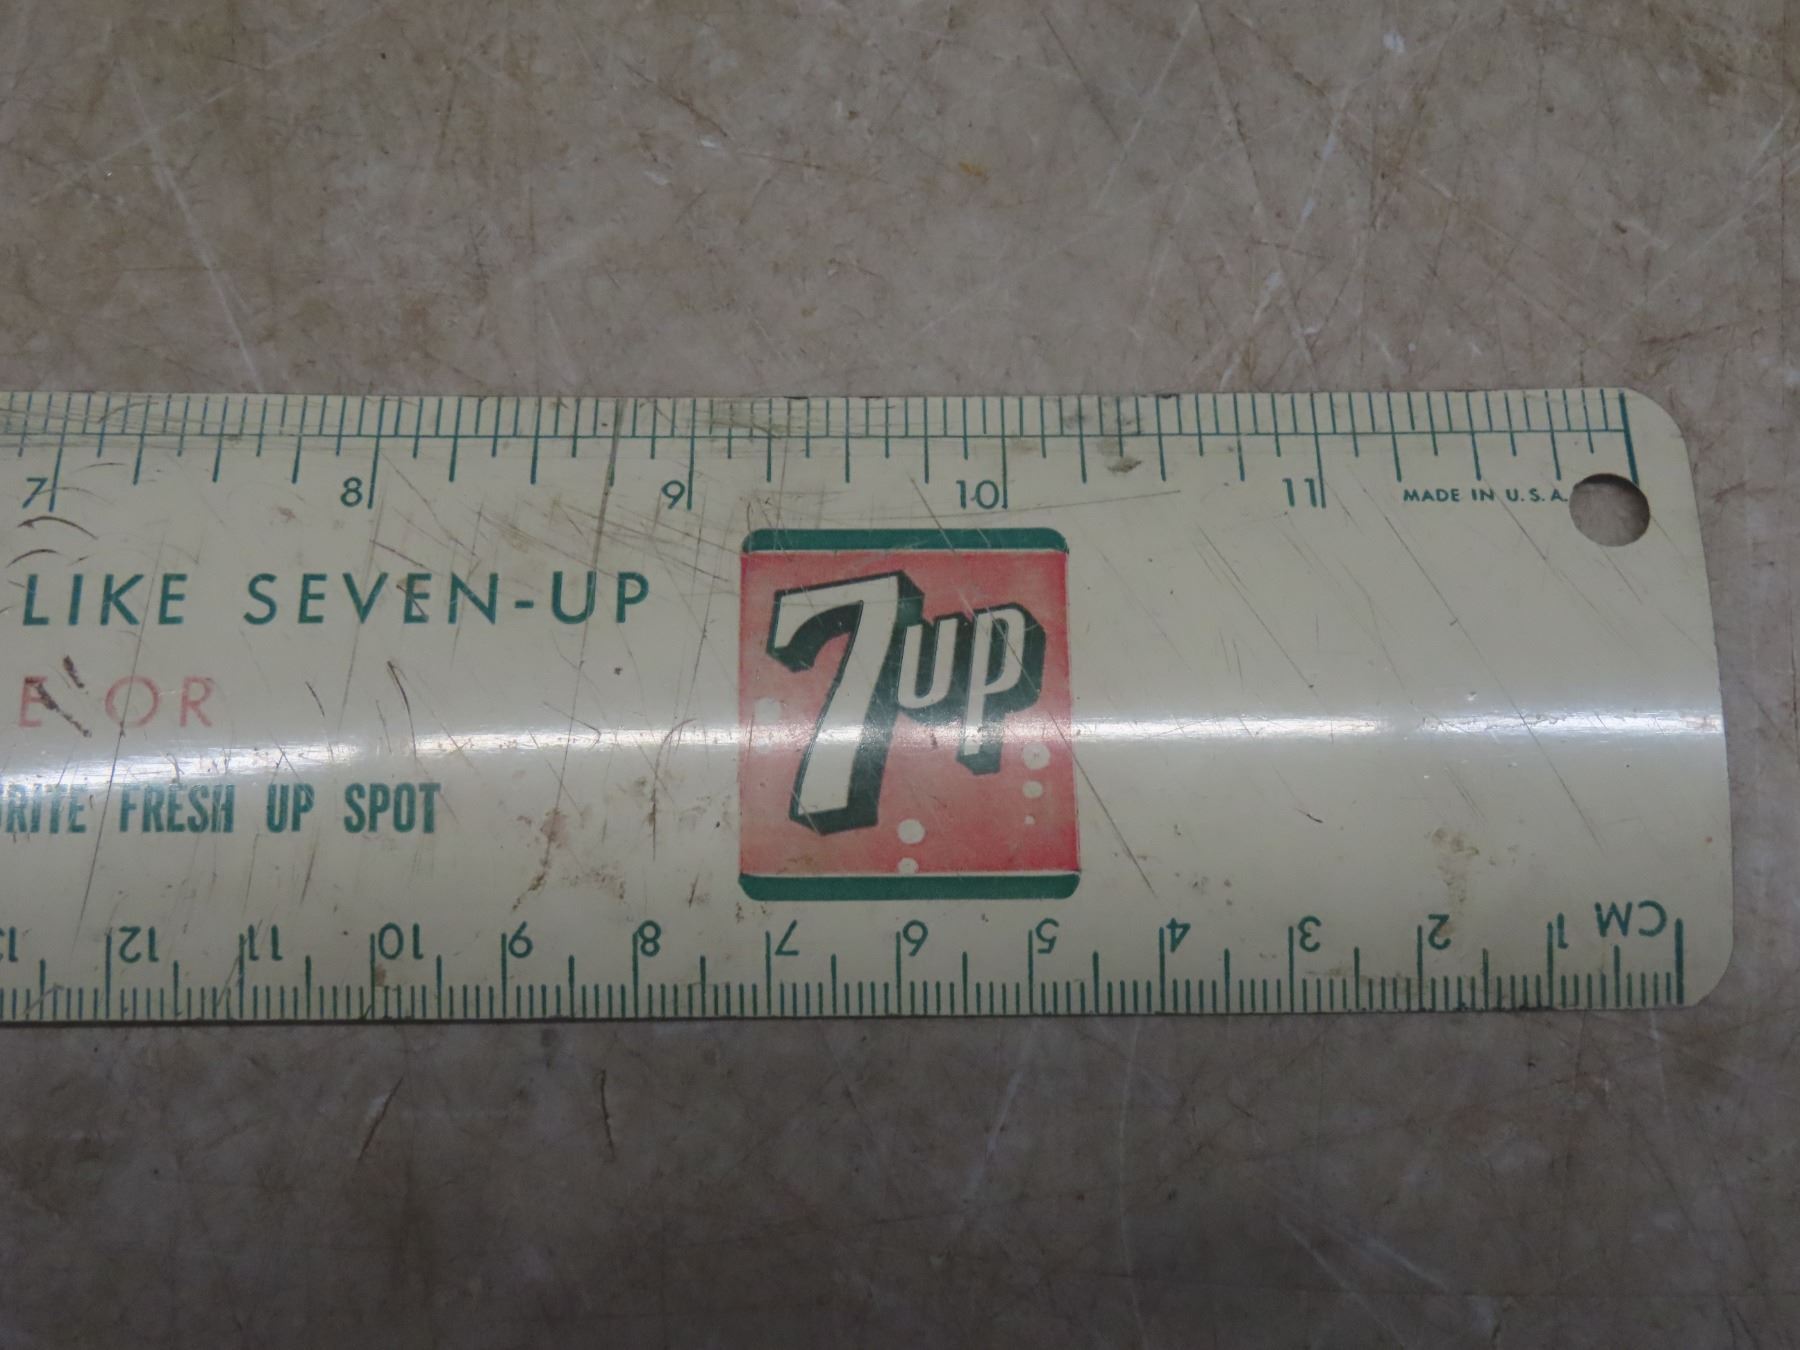 7 8 9 10 11 MADE IN U.S.A.
LIKE SEVEN-UP
OR
FRESH UP SPOT
7up
12 11 10 9 8 7 6 5 4 3 2 1 CM